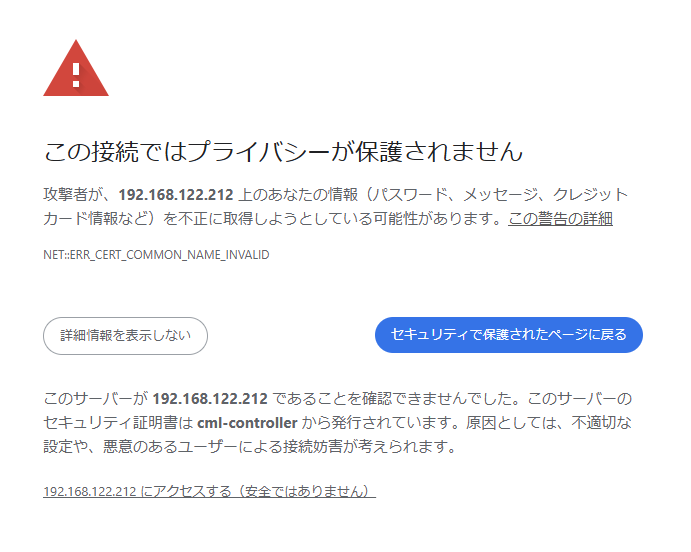 この接続ではプライバシーが保護されません
攻撃者が、192.168.122.212 上のあなたの情報（パスワード、メッセージ、クレジット
カード情報など）を不正に取得しようとしている可能性があります。この警告の詳細
NET::ERR_CERT_COMMON_NAME_INVALID
詳細情報を表示しない
セキュリティで保護されたページに戻る
このサーバーが 192.168.122.212 であることを確認できませんでした。このサーバーの
セキュリティ証明書は cml-controller から発行されています。原因としては、不適切な
設定や、悪意のあるユーザーによる接続妨害が考えられます。
192.168.122.212 にアクセスする（安全ではありません）